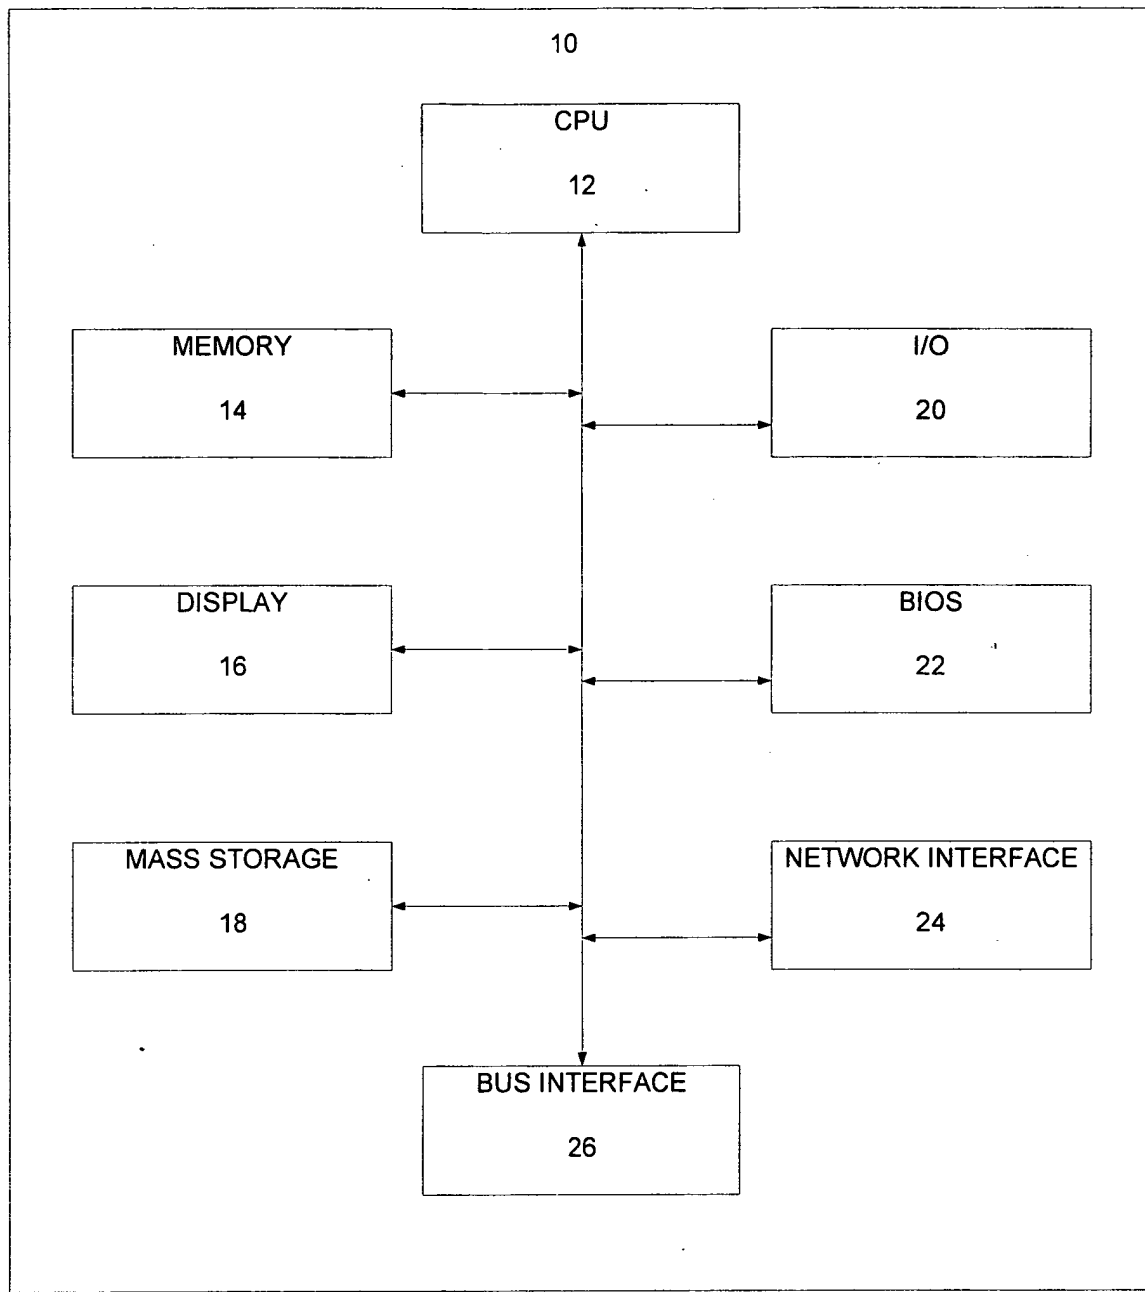 10
CPU
12
MEMORY
14
I/O
20
DISPLAY
16
BIOS
22
MASS STORAGE
18
NETWORK INTERFACE
24
BUS INTERFACE
26